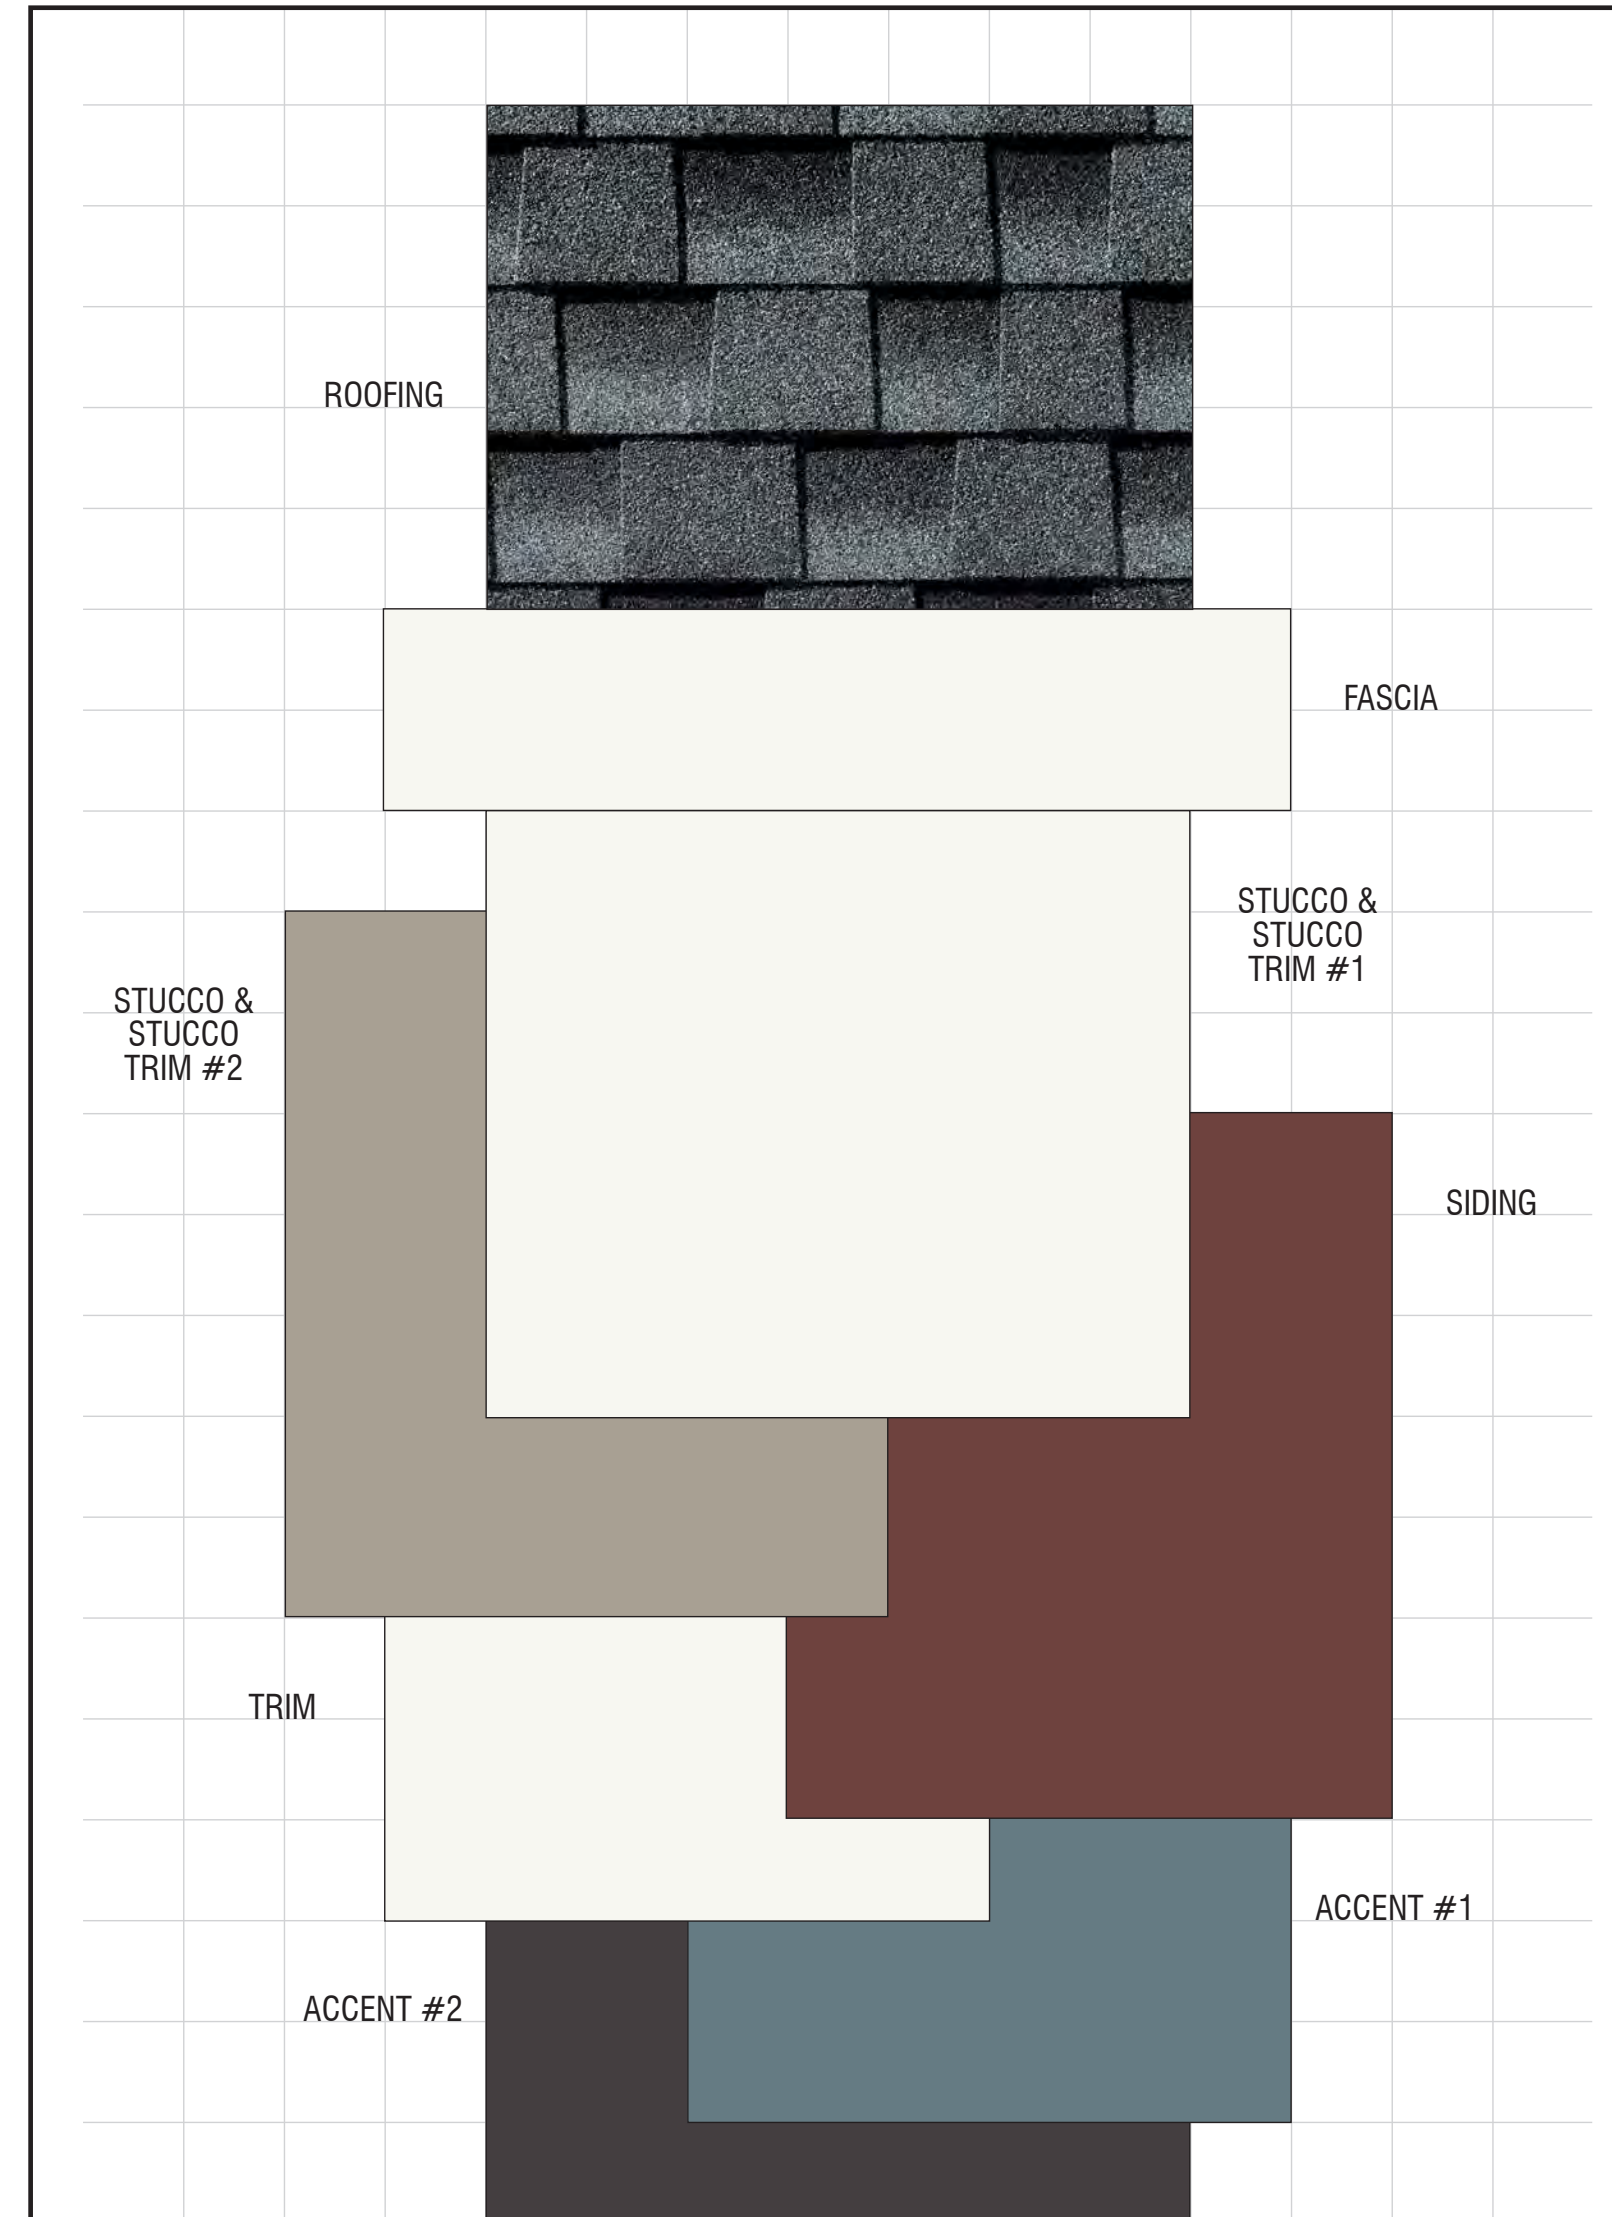 ROOFING
FASCIA
STUCCO &
STUCCO
TRIM #1
STUCCO &
STUCCO
TRIM #2
SIDING
TRIM
ACCENT #1
ACCENT #2